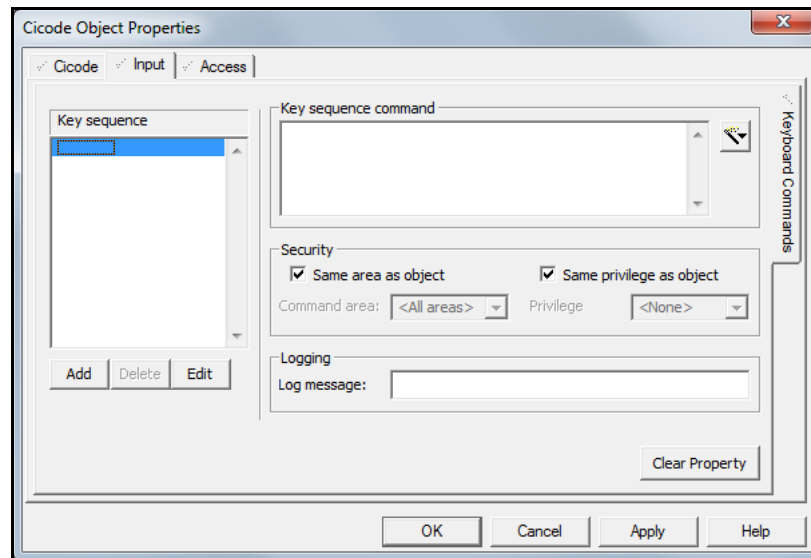 Cicode Object Properties
Cicode Input Access
Key sequence
Key sequence command
Keyboard Commands
Security
Same area as object Same privilege as object
Command area: <All areas> Privilege <None>
Add Delete Edit
Logging
Log message:
Clear Property
OK Cancel Apply Help